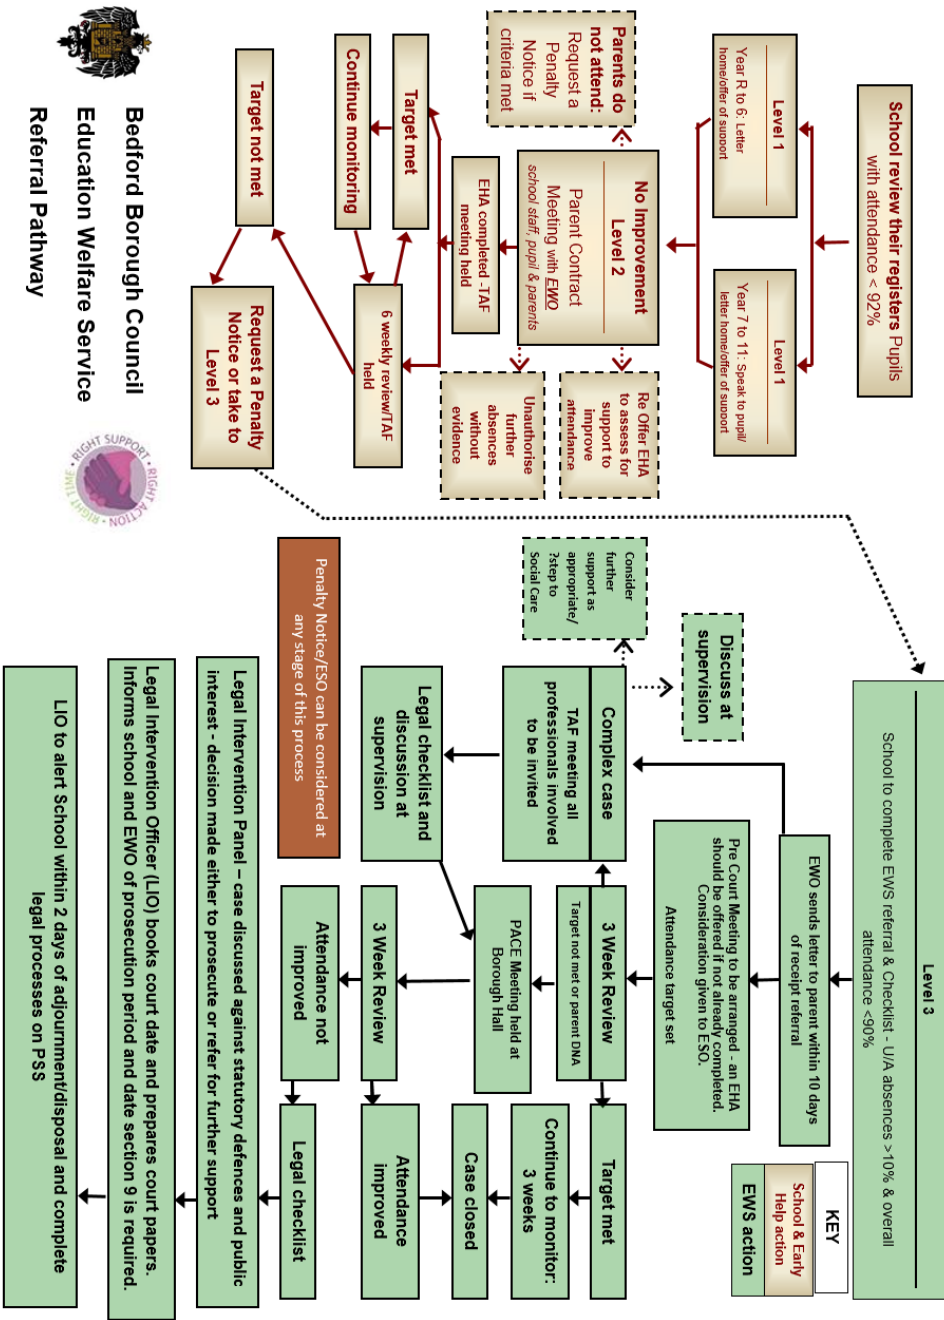 Bedford Borough Council
Education Welfare Service
Referral Pathway
RIGHT SUPPORT • RIGHT ACTION • RIGHT TIME •
School review their registers Pupils
with attendance < 92%
Level 1
Year R to 6: Letter
home/offer of support
Level 1
Year 7 to 11: Speak to pupil/
letter home/offer of support
No Improvement
Level 2
Parent Contract
Meeting with EWO
school staff, pupil & parents
Parents do
not attend:
Request a
Penalty
Notice if
criteria met
Re Offer EHA
to assess for
support to
improve
attendance
Unauthorise
further
absences
without
evidence
EHA completed -TAF
meeting held
Target met
Continue monitoring
6 weekly review/TAF
held
Target not met
Request a Penalty
Notice or take to
Level 3
Level 3
School to complete EWS referral & Checklist - U/A absences >10% & overall
attendance <90%
KEY
School & Early
Help action
EWS action
EWO sends letter to parent within 10 days
of receipt referral
Pre Court Meeting to be arranged - an EHA
should be offered if not already completed.
Consideration given to ESO.
Attendance target set
Discuss at
supervision
Consider
further
support as
appropriate/
?step to
Social Care
Complex case
TAF meeting all
professionals involved
to be invited
3 Week Review
Target not met or parent DNA
Target met
Continue to monitor:
3 weeks
Case closed
Legal checklist and
discussion at
supervision
PACE Meeting held at
Borough Hall
3 Week Review
Attendance
improved
Attendance not
improved
Legal checklist
Penalty Notice/ESO can be considered at
any stage of this process
Legal Intervention Panel – case discussed against statutory defences and public
interest - decision made either to prosecute or refer for further support
Legal Intervention Officer (LIO) books court date and prepares court papers.
Informs school and EWO of prosecution period and date section 9 is required.
LIO to alert School within 2 days of adjournment/disposal and complete
legal processes on PSS